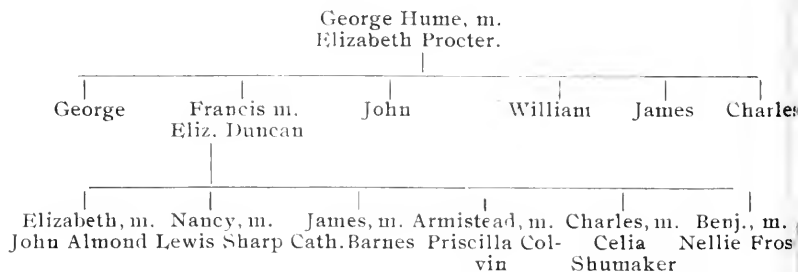 George Hume, m.
Elizabeth Procter.
George Francis m. John William James Charles
Eliz. Duncan
Elizabeth, m. Nancy, m. James, m. Armistead, m. Charles, m. Benj., m.
John Almond Lewis Sharp Cath. Barnes Priscilla Col- Celia Nellie Fros
vin Shumaker